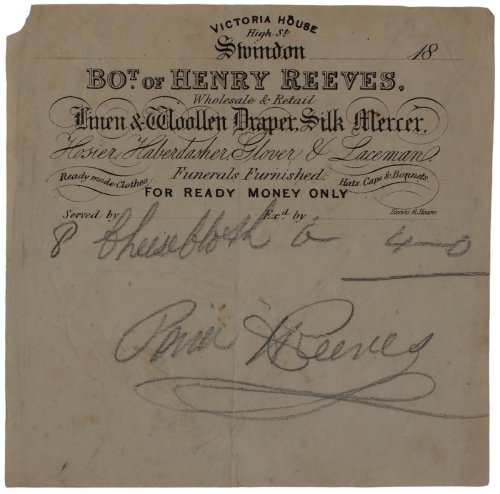 VICTORIA HOUSE
High St
Swindon 18
BOT. OF HENRY REEVES,
Wholesale & Retail
Linen & Woollen Draper, Silk Mercer,
Hosier, Haberdasher, Glover & Laceman.
Ready made Clothes. Funerals Furnished. Hats, Caps & Bonnets
FOR READY MONEY ONLY
Served by Exd. by
8 Cheesecloth 6 4-0
Paid H Reeves